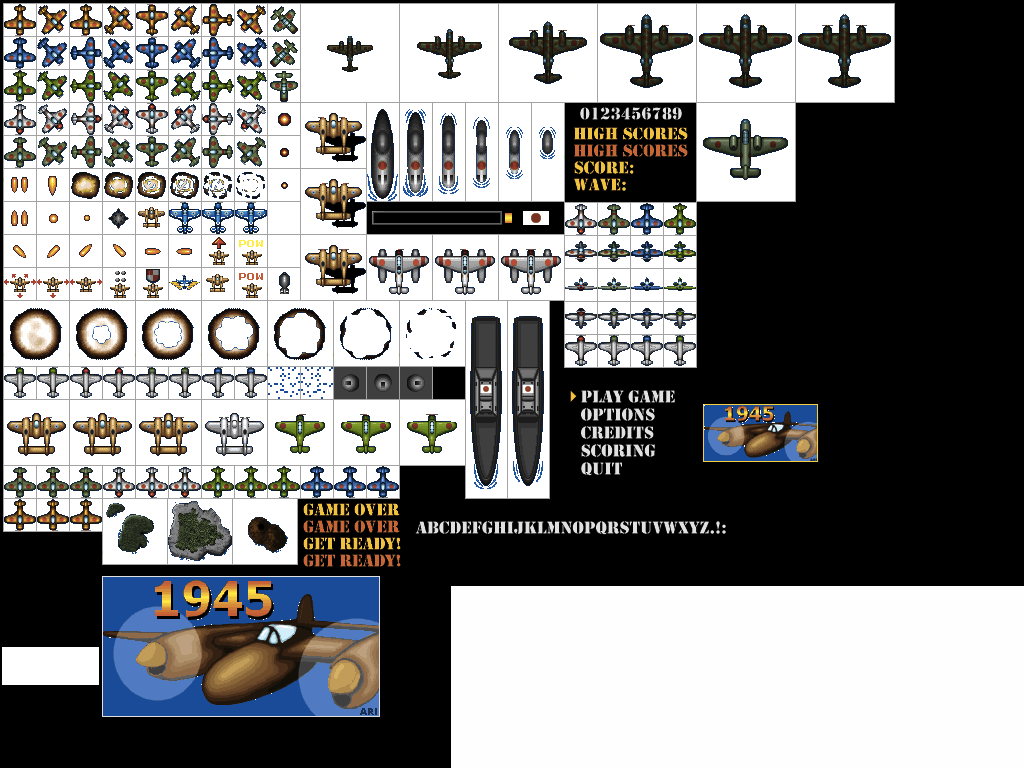 0123456789
HIGH SCORES
HIGH SCORES
SCORE:
WAVE:
POW
POW
PLAY GAME
OPTIONS
CREDITS
SCORING
QUIT
1945
GAME OVER
GAME OVER
GET READY!
GET READY!
ABCDEFGHIJKLMNOPQRSTUVWXYZ.!:
1945
ARI